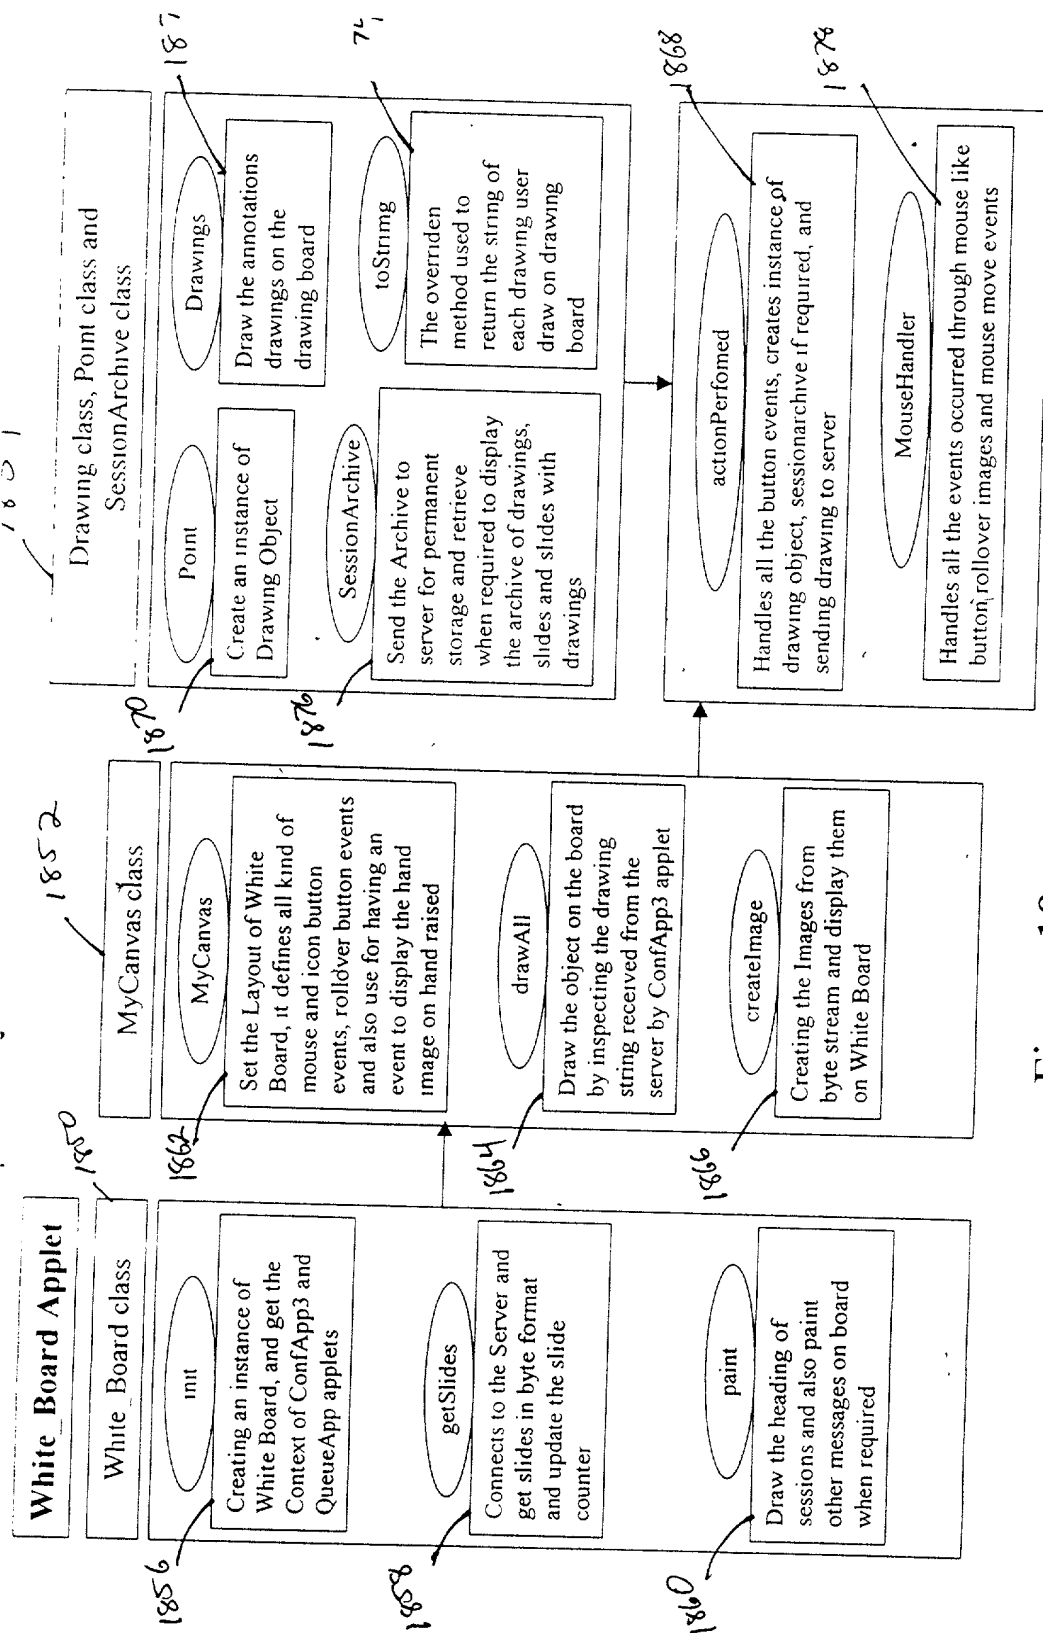 White_Board Applet
White_Board class
1850
init
1856
Creating an instance of
White Board, and get the
Context of ConfApp3 and
QueueApp applets
getSlides
1858
Connects to the Server and
get slides in byte format
and update the slide
counter
paint
1860
Draw the heading of
sessions and also paint
other messages on board
when required
MyCanvas class
1852
MyCanvas
1862
Set the Layout of White
Board, it defines all kind of
mouse and icon button
events, rollover button events
and also use for having an
event to display the hand
image on hand raised
drawAll
1864
Draw the object on the board
by inspecting the drawing
string received from the
server by ConfApp3 applet
createImage
1866
Creating the Images from
byte stream and display them
on White Board
Drawing class, Point class and
SessionArchive class
Point
1870
Create an instance of
Drawing Object
Drawings
187
Draw the annotations
drawings on the
drawing board
SessionArchive
1876
Send the Archive to
server for permanent
storage and retrieve
when required to display
the archive of drawings,
slides and slides with
drawings
toString
The overriden
method used to
return the string of
each drawing user
draw on drawing
board
actionPerfomed
1868
Handles all the button events, creates instance of
drawing object, sessionarchive if required, and
sending drawing to server
MouseHandler
1878
Handles all the events occurred through mouse like
button, rollover images and mouse move events